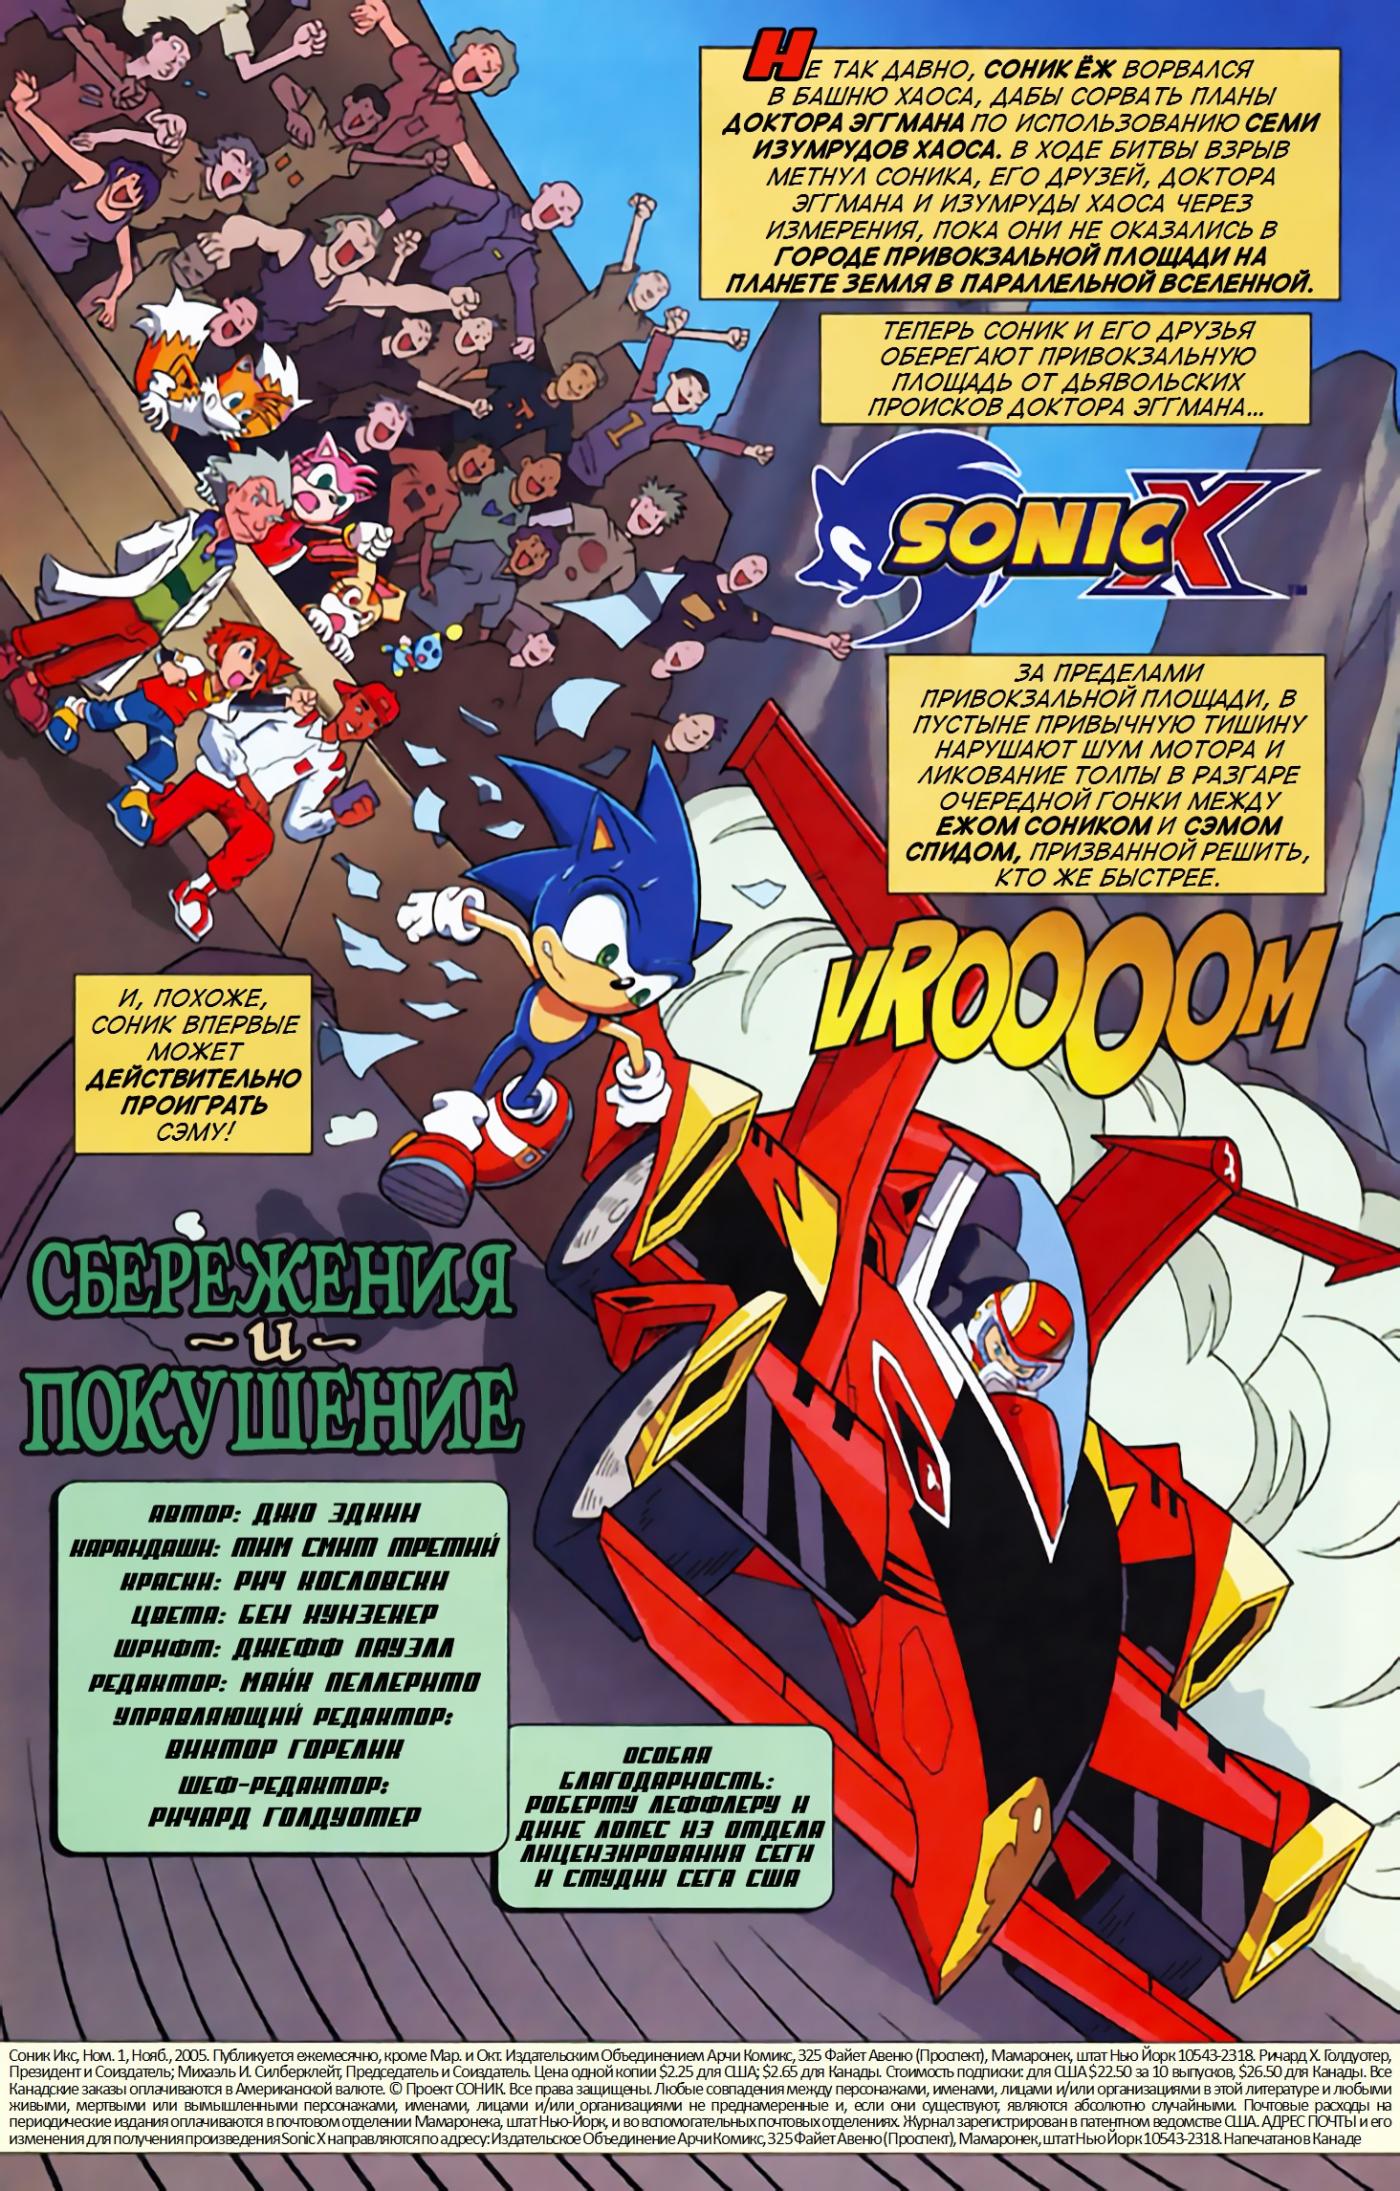 НЕ ТАК ДАВНО, СОНИК ЁЖ ВОРВАЛСЯ
В БАШНЮ ХАОСА, ДАБЫ СОРВАТЬ ПЛАНЫ
ДОКТОРА ЭГГМАНА ПО ИСПОЛЬЗОВАНИЮ СЕМИ
ИЗУМРУДОВ ХАОСА. В ХОДЕ БИТВЫ ВЗРЫВ
МЕТНУЛ СОНИКА, ЕГО ДРУЗЕЙ, ДОКТОРА
ЭГГМАНА И ИЗУМРУДЫ ХАОСА ЧЕРЕЗ
ИЗМЕРЕНИЯ, ПОКА ОНИ НЕ ОКАЗАЛИСЬ В
ГОРОДЕ ПРИВОКЗАЛЬНОЙ ПЛОЩАДИ НА
ПЛАНЕТЕ ЗЕМЛЯ В ПАРАЛЛЕЛЬНОЙ ВСЕЛЕННОЙ.
ТЕПЕРЬ СОНИК И ЕГО ДРУЗЬЯ
ОБЕРЕГАЮТ ПРИВОКЗАЛЬНУЮ
ПЛОЩАДЬ ОТ ДЬЯВОЛЬСКИХ
ПРОИСКОВ ДОКТОРА ЭГГМАНА...
SONIC X
ЗА ПРЕДЕЛАМИ
ПРИВОКЗАЛЬНОЙ ПЛОЩАДИ, В
ПУСТЫНЕ ПРИВЫЧНУЮ ТИШИНУ
НАРУШАЮТ ШУМ МОТОРА И
ЛИКОВАНИЕ ТОЛПЫ В РАЗГАРЕ
ОЧЕРЕДНОЙ ГОНКИ МЕЖДУ
ЕЖОМ СОНИКОМ И СЭМОМ
СПИДОМ, ПРИЗВАННОЙ РЕШИТЬ,
КТО ЖЕ БЫСТРЕЕ.
VROOOOOM
И, ПОХОЖЕ,
СОНИК ВПЕРВЫЕ
МОЖЕТ
ДЕЙСТВИТЕЛЬНО
ПРОИГРАТЬ
СЭМУ!
СБЕРЕЖЕНИЯ
~И~
ПОКУШЕНИЕ
АВТОР: ДЖО ЭДКИН
КАРАНДАШИ: ТИМ СМИТ ТРЕТИЙ
КРАСКИ: РИЧ КОСЛОВСКИ
ЦВЕТА: БЕН ХУНЗЕКЕР
ШРИФТ: ДЖЕФФ ПАУЭЛЛ
РЕДАКТОР: МАЙК ПЕЛЛЕРИТО
УПРАВЛЯЮЩИЙ РЕДАКТОР:
ВИКТОР ГОРЕЛИК
ШЕФ-РЕДАКТОР:
РИЧАРД ГОЛДУОТЕР
ОСОБАЯ
БЛАГОДАРНОСТЬ:
РОБЕРТУ ЛЕФФЛЕРУ И
ДИНЕ ЛОПЕС ИЗ ОТДЕЛА
ЛИЦЕНЗИРОВАНИЯ СЕГИ
И СТУДИИ СЕГА США
Соник Икс, Ном. 1, Нояб., 2005. Публикуется ежемесячно, кроме Мар. и Окт. Издательским Объединением Арчи Комикс, 325 Файет Авеню (Проспект), Мамаронек, штат Нью Йорк 10543-2318. Ричард Х. Голдуотер,
Президент и Соиздатель; Михаэль И. Силберклейт, Председатель и Соиздатель. Цена одной копии $2.25 для США; $2.65 для Канады. Стоимость подписки: для США $22.50 за 10 выпусков, $26.50 для Канады. Все
Канадские заказы оплачиваются в Американской валюте. © Проект СОНИК. Все права защищены. Любые совпадения между персонажами, именами, лицами и/или организациями в этой литературе и любыми
живыми, мертвыми или вымышленными персонажами, именами, лицами и/или организациями не преднамеренные и, если они существуют, являются абсолютно случайными. Почтовые расходы на
периодические издания оплачиваются в почтовом отделении Мамаронека, штат Нью-Йорк, и во вспомогательных почтовых отделениях. Журнал зарегистрирован в патентном ведомстве США. АДРЕС ПОЧТЫ и его
изменения для получения произведения Sonic X направляются по адресу: Издательское Объединение Арчи Комикс, 325 Файет Авеню (Проспект), Мамаронек, штат Нью Йорк 10543-2318. Напечатано в Канаде